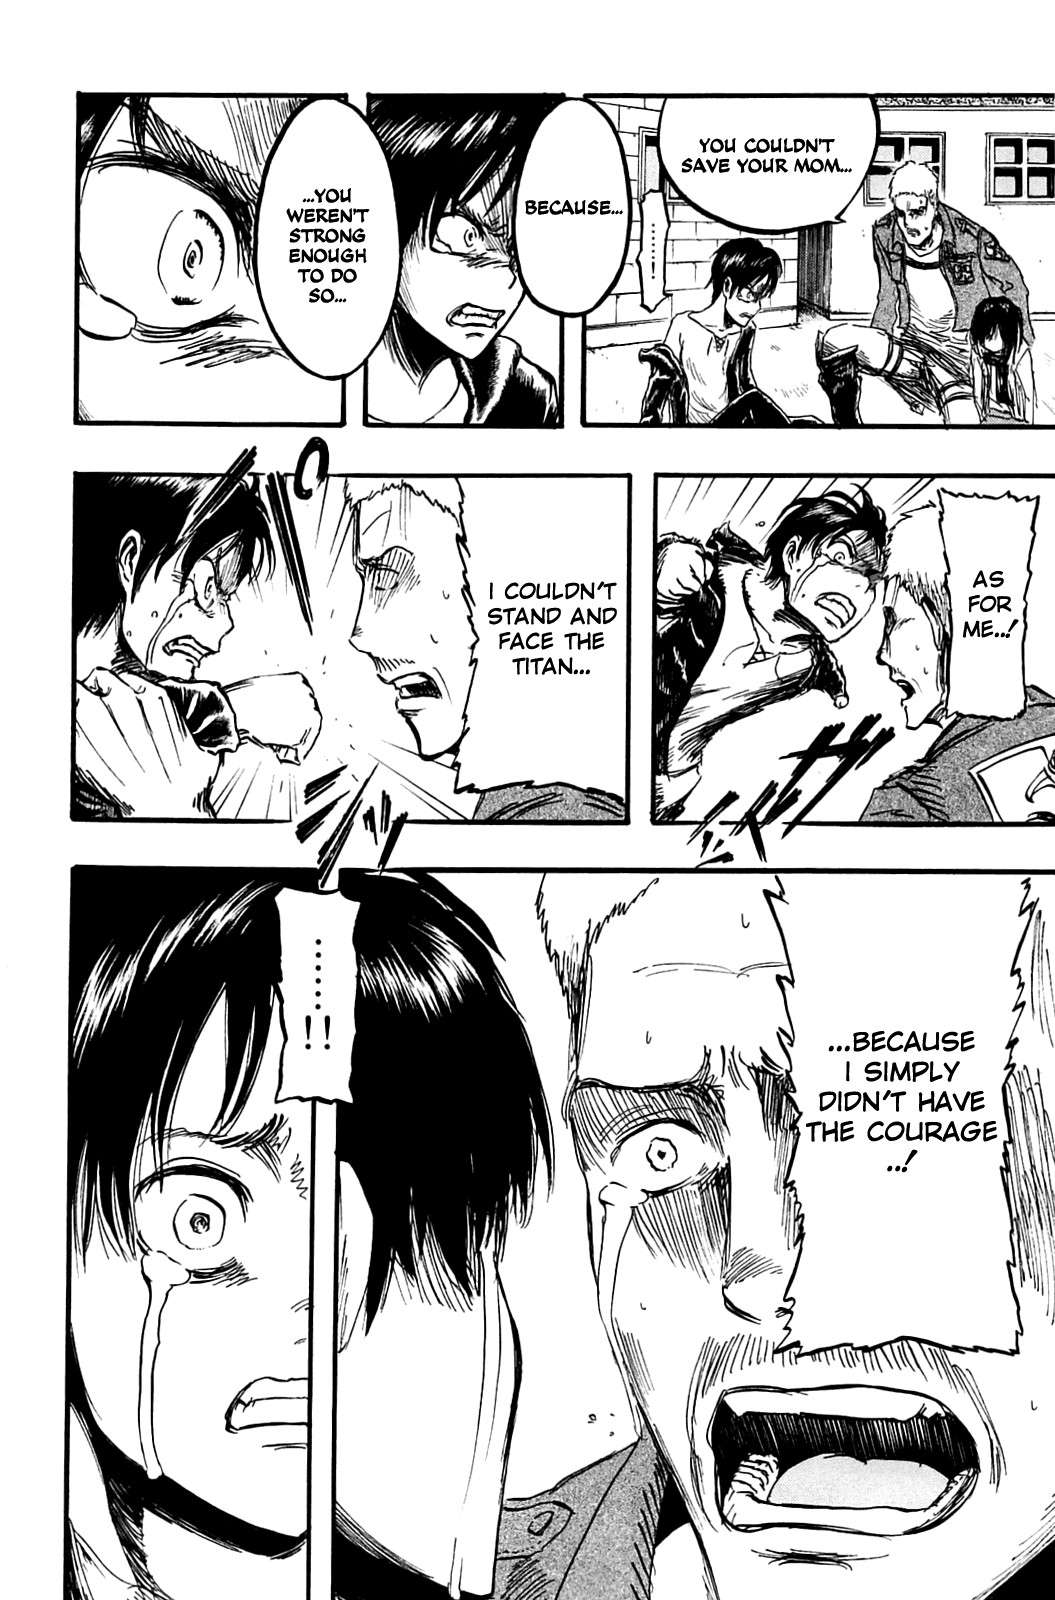 YOU COULDN'T
SAVE YOUR MOM...
......
BECAUSE...
...YOU
WEREN'T
STRONG
ENOUGH
TO DO
SO...
AS
FOR
ME...!
I COULDN'T
STAND AND
FACE THE
TITAN...
...BECAUSE
I SIMPLY
DIDN'T HAVE
THE COURAGE
...!
......!!